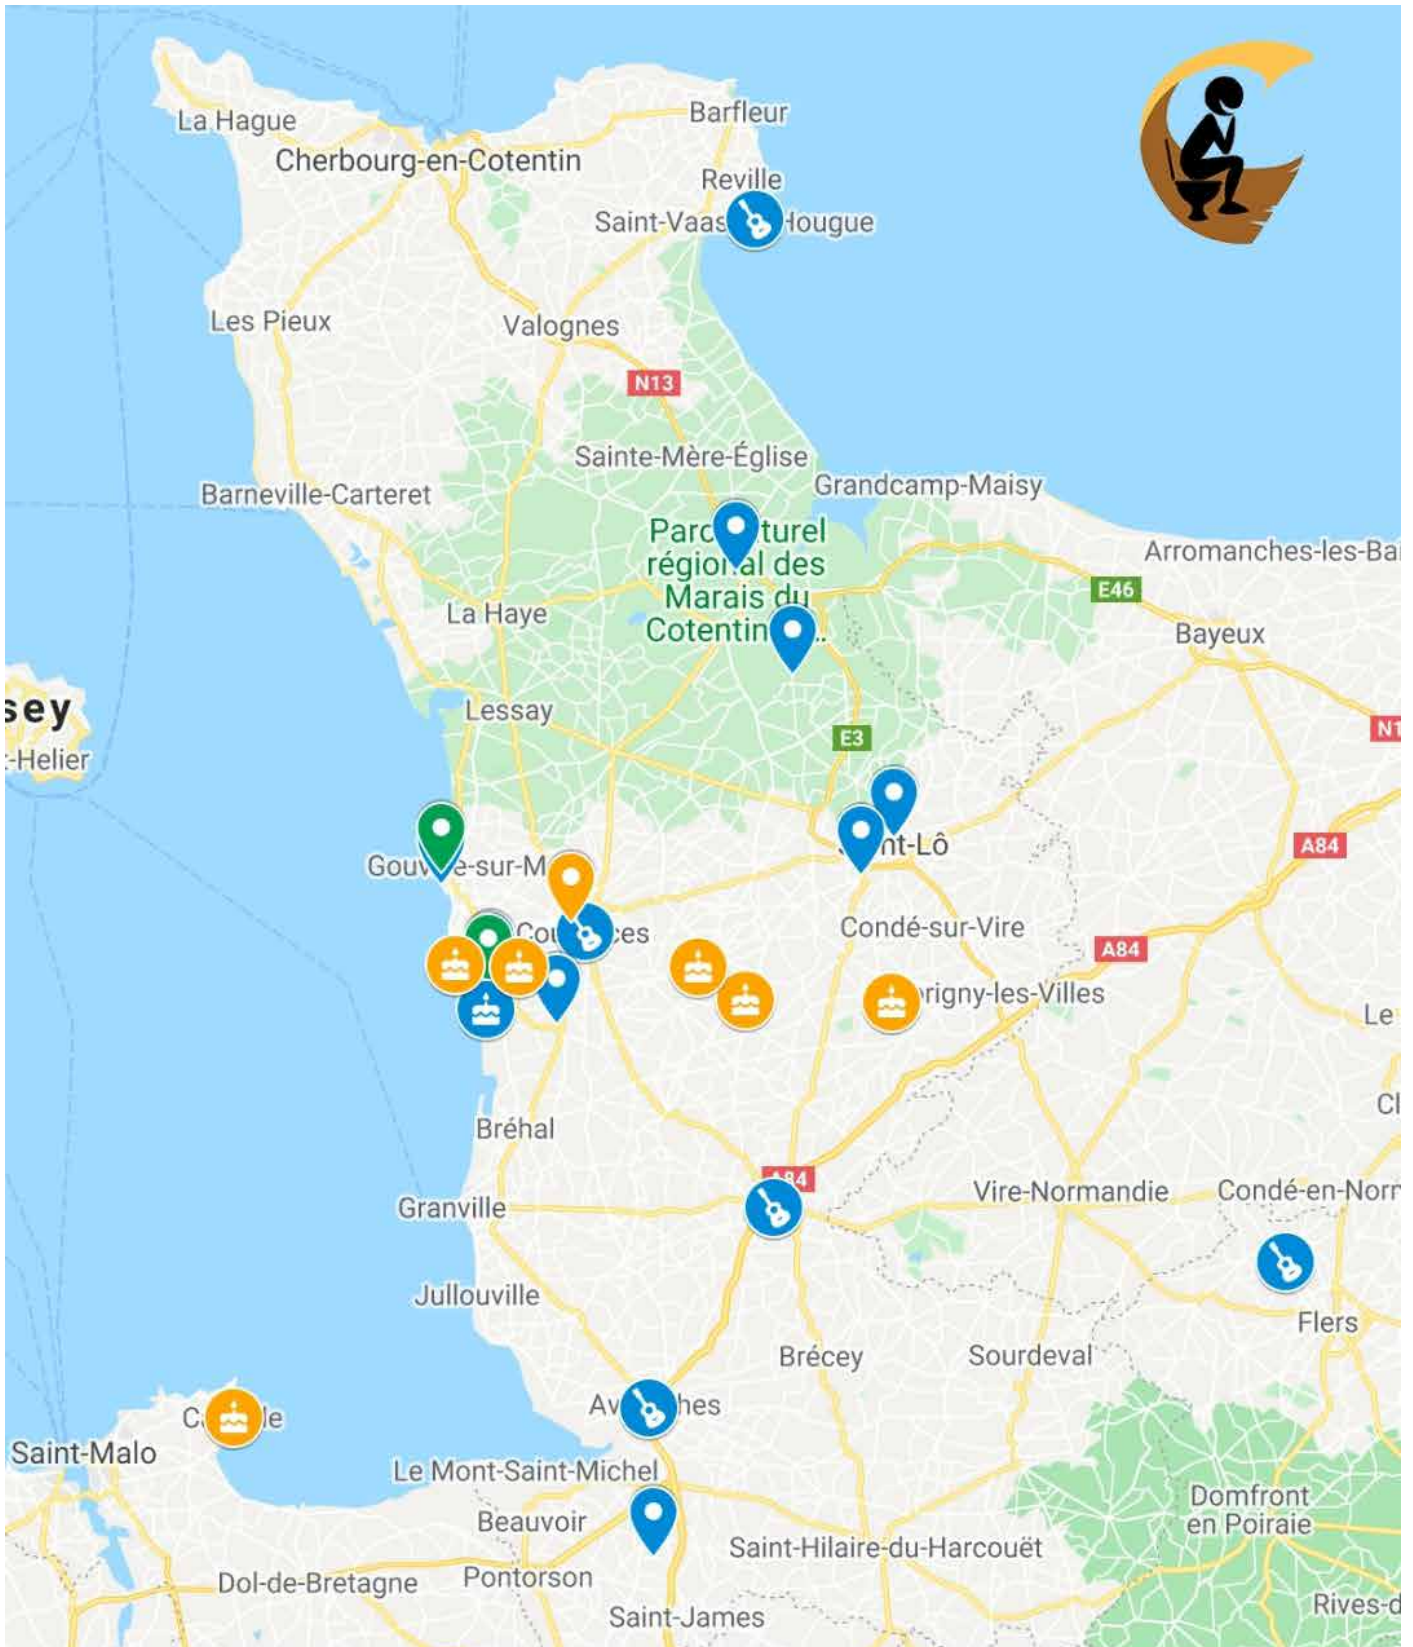 La Hague
Barfleur
Cherbourg-en-Cotentin
Reville
Saint-Vaas Hougue
Les Pieux
Valognes
N13
Sainte-Mère-Église
Barneville-Carteret
Grandcamp-Maisy
Parc turel
régional des
Marais du
Cotentin ..
Arromanches-les-Bai
E46
La Haye
Bayeux
sey
Lessay
E3
N1
t-Helier
A84
nt-Lô
Gouv e-sur-M
Cou ces
Condé-sur-Vire
A84
rigny-les-Villes
Le
Cl
Bréhal
A84
Vire-Normandie
Condé-en-Norr
Granville
Jullouville
Flers
Brécey
Sourdeval
Av hes
C le
Saint-Malo
Le Mont-Saint-Michel
Domfront
en Poiraie
Beauvoir
Saint-Hilaire-du-Harcouët
Dol-de-Bretagne
Pontorson
Saint-James
Rives-d